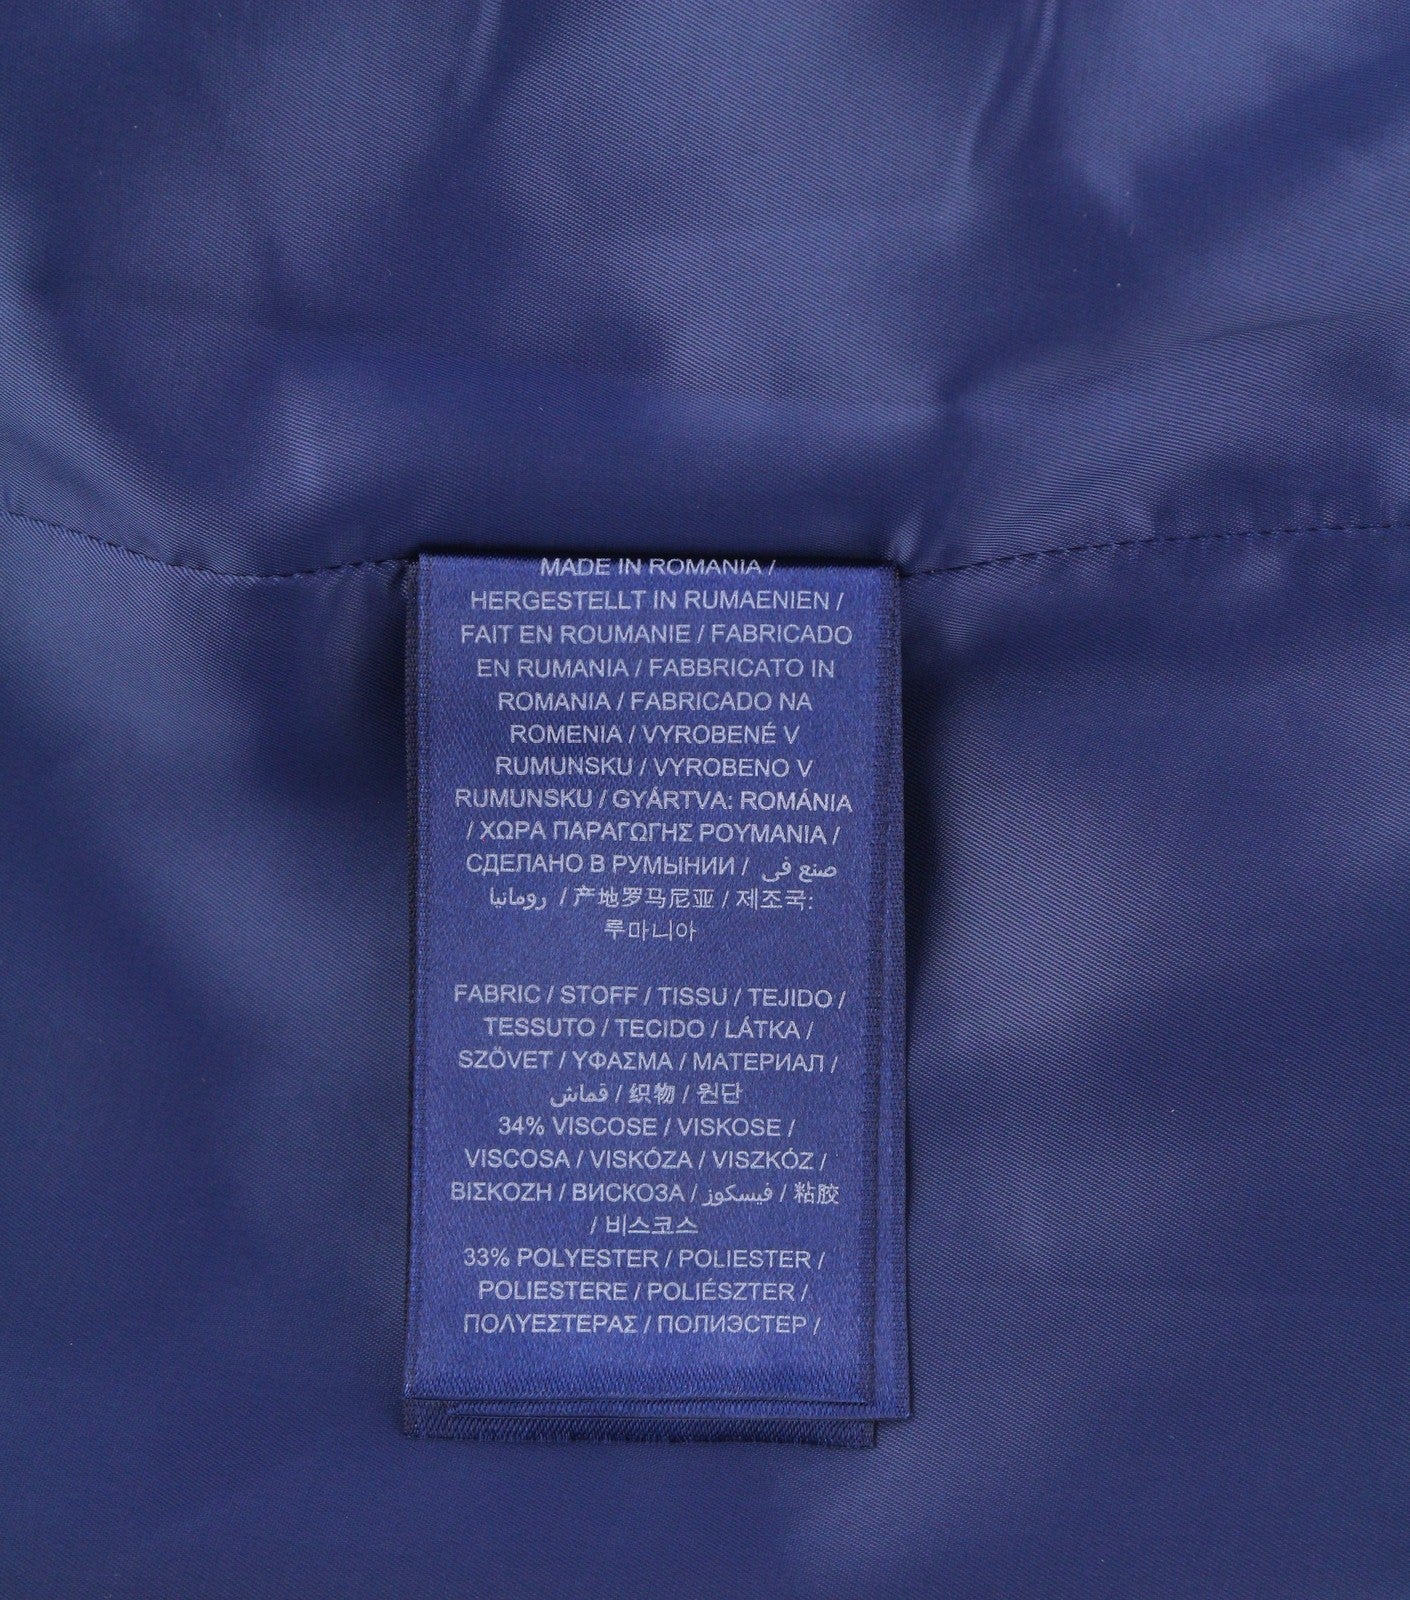 MADE IN ROMANIA /
HERGESTELLT IN RUMAENIEN /
FAIT EN ROUMANIE / FABRICADO
EN RUMANIA / FABBRICATO IN
ROMANIA / FABRICADO NA
ROMENIA / VYROBENÉ V
RUMUNSKU / VYROBENO V
RUMUNSKU / GYÁRTVA: ROMÁNIA
/ ΧΩΡΑ ΠΑΡΑΓΩΓΗΣ ΡΟΥΜΑΝΙΑ /
СДЕЛАНО В РУМЫНИИ / صنع في
رومانيا / 产地罗马尼亚 / 제조국:
루마니아
FABRIC / STOFF / TISSU / TEJIDO /
TESSUTO / TECIDO / LÁTKA /
SZÖVET / ΥΦΑΣΜΑ / МАТЕРИАЛ /
قماش / 织物 / 원단
34% VISCOSE / VISKOSE /
VISCOSA / VISKÓZA / VISZKÓZ /
ΒΙΣΚΟΖΗ / ВИСКОЗА / فيسكوز / 粘胶
/ 비스코스
33% POLYESTER / POLIESTER /
POLIESTERE / POLIÉSZTER /
ΠΟΛΥΕΣΤΕΡΑΣ / ПОЛИЭСТЕР /